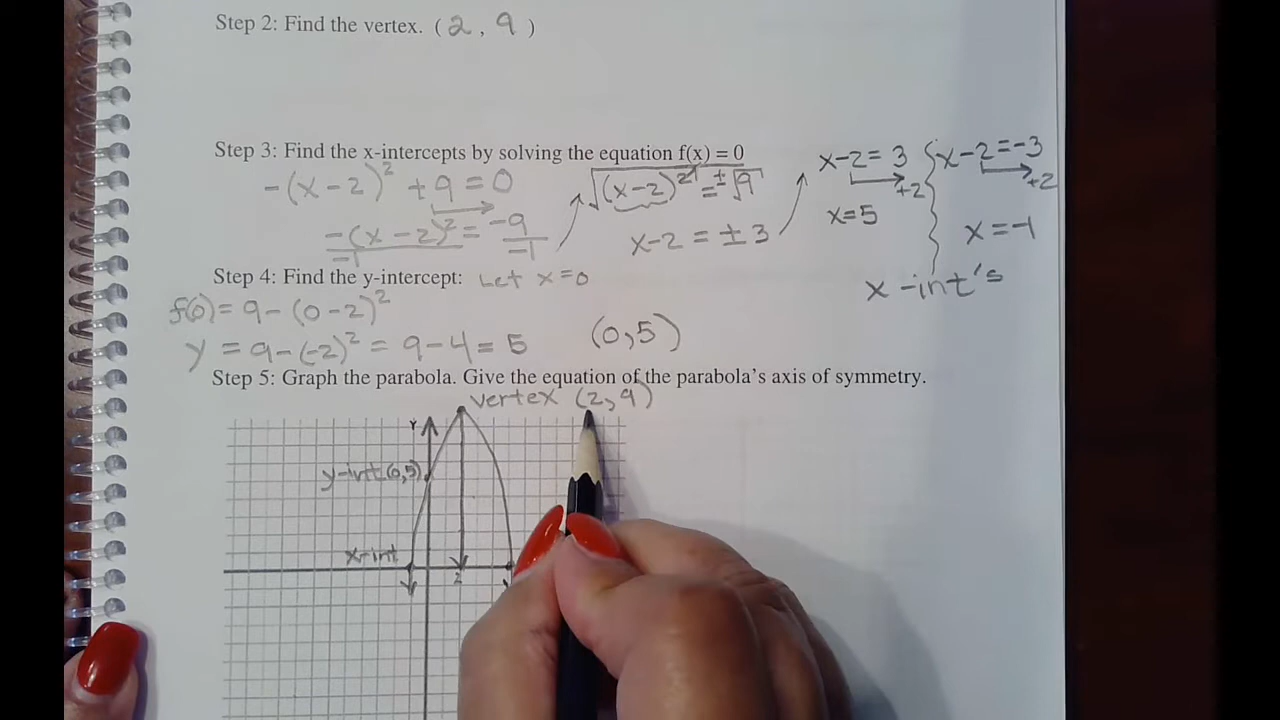 Step 2: Find the vertex. (2, 9)
Step 3: Find the x-intercepts by solving the equation f(x) = 0
-(x-2)² + 9 = 0
-(x-2)² = -9
-1 -1
√(x-2)² = ±√9
x-2 = ±3
x-2 = 3
+2
x=5
x-2=-3
+2
x=-1
x-int's
Step 4: Find the y-intercept: Let x=0
f(0) = 9-(0-2)²
y = 9-(-2)² = 9-4 = 5 (0,5)
Step 5: Graph the parabola. Give the equation of the parabola's axis of symmetry.
vertex (2,9)
Y
y-int(0,5)
x-int
2